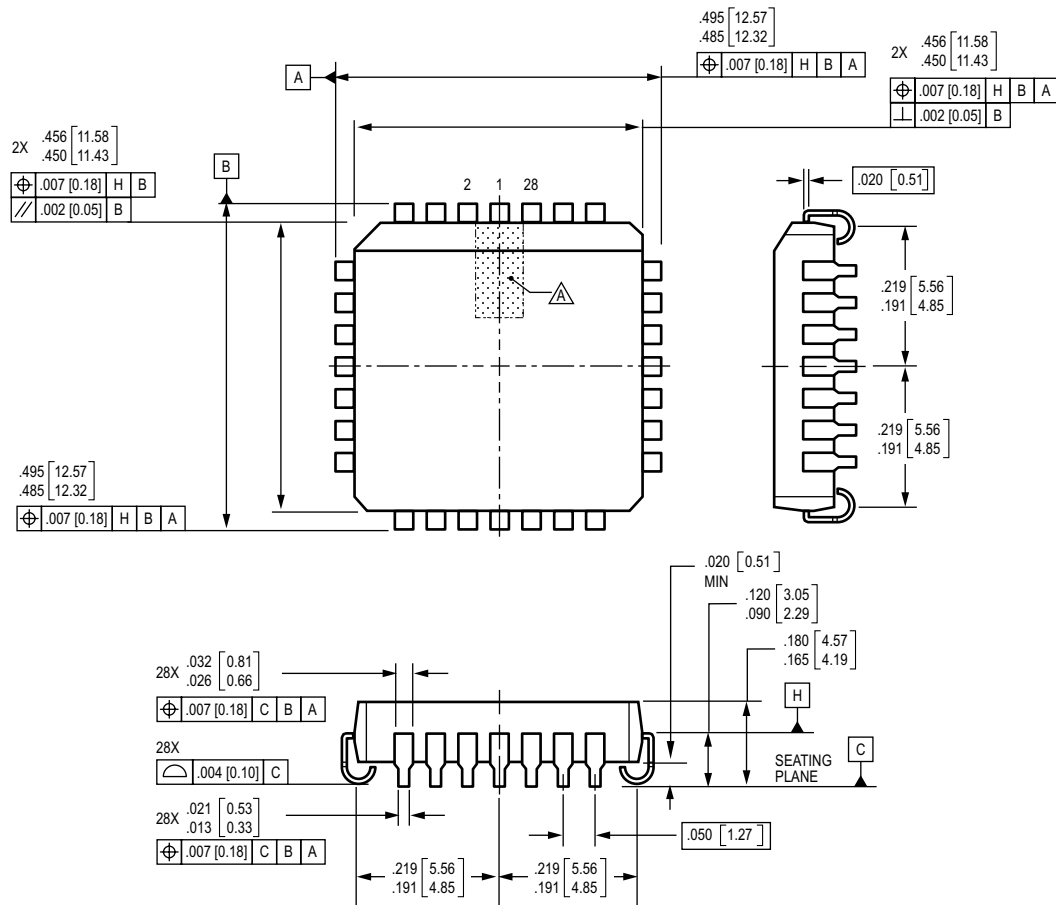 .495 [12.57]
.485 [12.32]
⌖ .007 [0.18] H B A
2X .456 [11.58]
.450 [11.43]
⌖ .007 [0.18] H B A
⊥ .002 [0.05] B
A
2X .456 [11.58]
.450 [11.43]
⌖ .007 [0.18] H B
// .002 [0.05] B
B
2 1 28
.020 [0.51]
A
.219 [5.56]
.191 [4.85]
.219 [5.56]
.191 [4.85]
.495 [12.57]
.485 [12.32]
⌖ .007 [0.18] H B A
.020 [0.51]
MIN
.120 [3.05]
.090 [2.29]
.180 [4.57]
.165 [4.19]
28X .032 [0.81]
.026 [0.66]
⌖ .007 [0.18] C B A
H
28X
⌓ .004 [0.10] C
SEATING
PLANE
C
28X .021 [0.53]
.013 [0.33]
⌖ .007 [0.18] C B A
.050 [1.27]
.219 [5.56]
.191 [4.85]
.219 [5.56]
.191 [4.85]